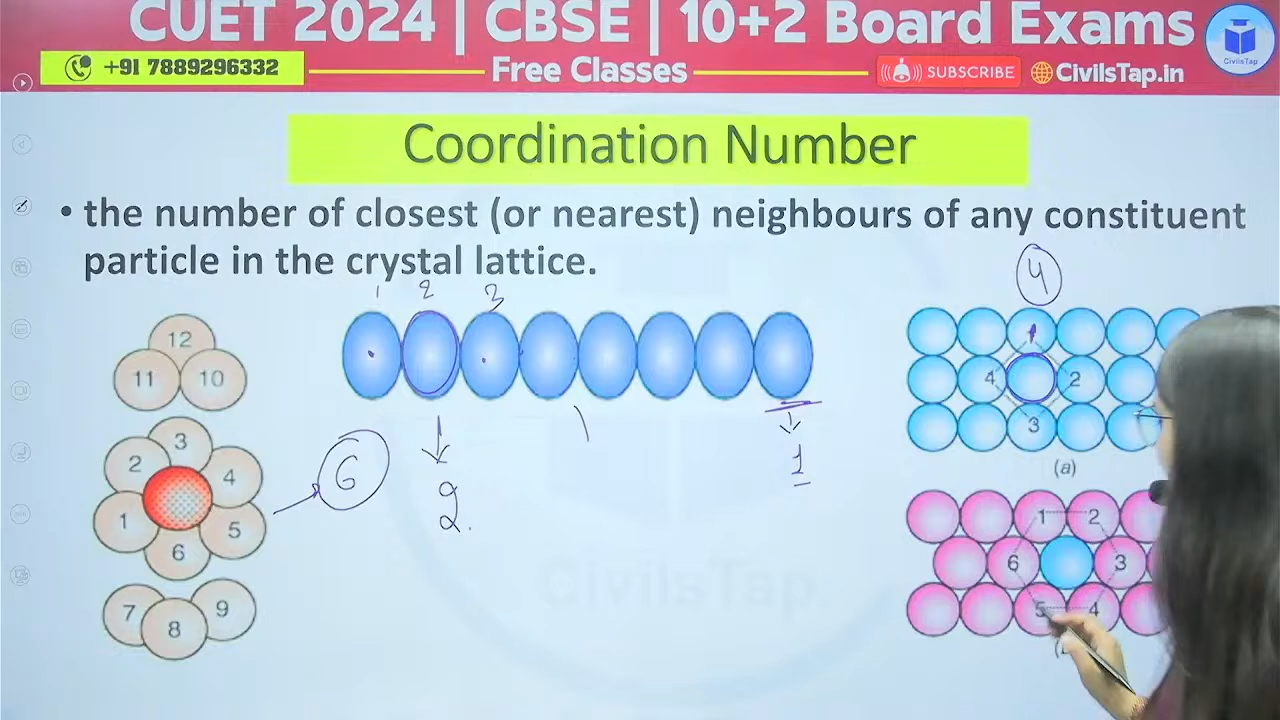 CUET 2024 | CBSE | 10+2 Board Exams
+91 7889296332
Free Classes
SUBSCRIBE
CivilsTap.in
CivilsTap
Coordination Number
• the number of closest (or nearest) neighbours of any constituent
particle in the crystal lattice.
4
1 2 3
12
11 10
3
2 4
1 5
6
7 9
8
6
2.
1
1
4 2
3
(a)
1 2
6 3
5 4
CivilsTap